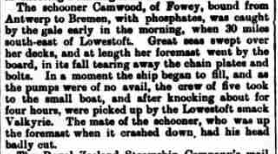 The schooner Camwood, of Fowey, bound from
Antwerp to Bremen, with phosphates, was caught
by the gale early in the morning, when 30 miles
south-east of Lowestoft. Great seas swept over
her decks, and at length her foremast went by the
board, in its fall tearing away the chain plates and
bolts. In a moment the ship began to fill, and as
the pumps were of no avail, the crew of five took
to the small boat, and after knocking about for
four hours, were picked up by the Lowestoft smack
Valkyrie. The mate of the schooner, who was up
the foremast when it crashed down, had his head
badly cut.